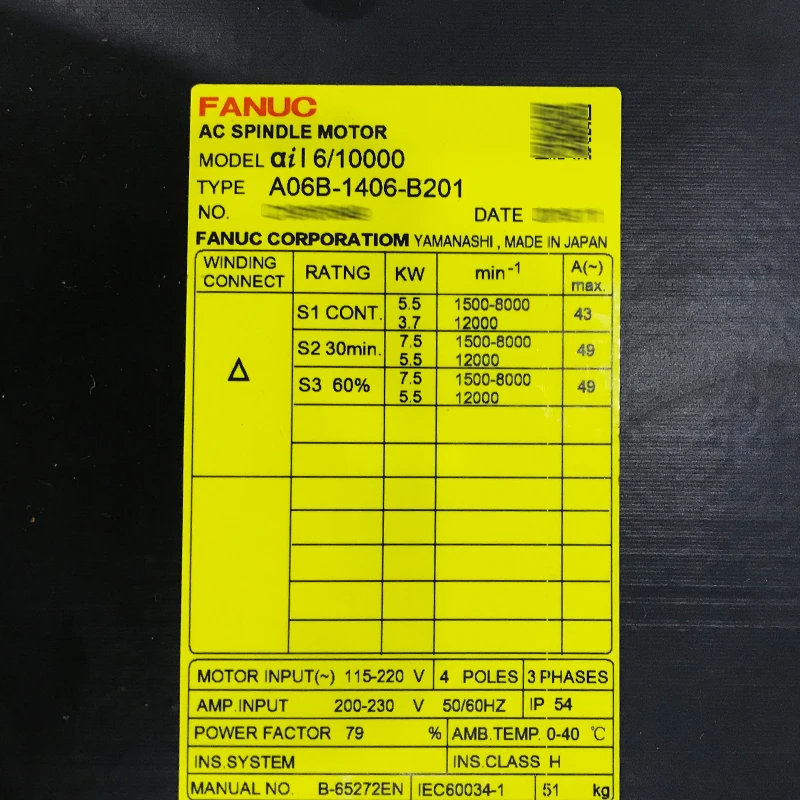 FANUC
AC SPINDLE MOTOR
MODEL αiI 6/10000
TYPE A06B-1406-B201
NO. DATE
FANUC CORPORATIOM YAMANASHI , MADE IN JAPAN
WINDING CONNECT RATNG KW min-1 A(~) max.
Δ
S1 CONT. 5.5 1500-8000 43
3.7 12000
S2 30min. 7.5 1500-8000 49
5.5 12000
S3 60% 7.5 1500-8000 49
5.5 12000
MOTOR INPUT(~) 115-220 V 4 POLES 3 PHASES
AMP.INPUT 200-230 V 50/60HZ IP 54
POWER FACTOR 79 % AMB.TEMP. 0-40 ℃
INS.SYSTEM INS.CLASS H
MANUAL NO. B-65272EN IEC60034-1 51 kg